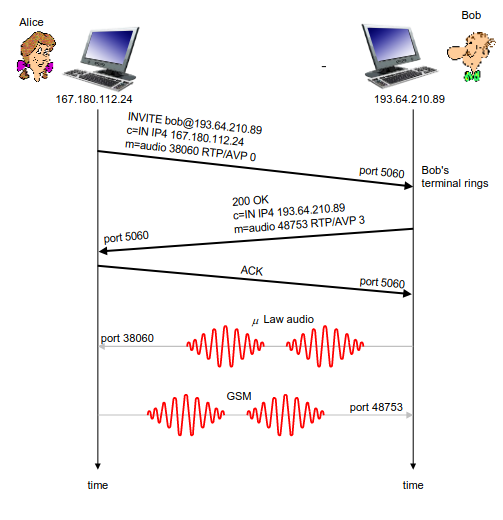 Alice
Bob
167.180.112.24
193.64.210.89
INVITE bob@193.64.210.89
c=IN IP4 167.180.112.24
m=audio 38060 RTP/AVP 0
port 5060
Bob's
terminal rings
200 OK
c=IN IP4 193.64.210.89
m=audio 48753 RTP/AVP 3
port 5060
ACK
port 5060
μ Law audio
port 38060
GSM
port 48753
time
time